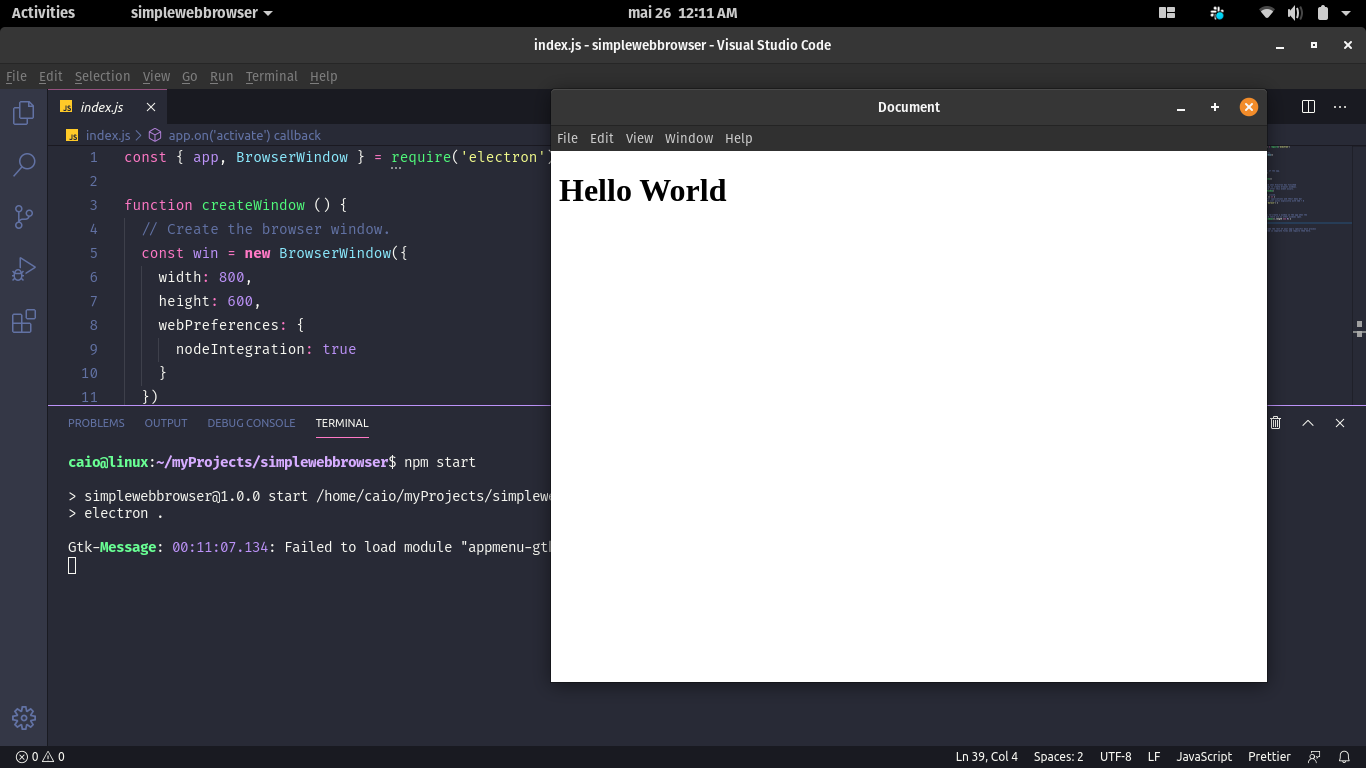 Activities simplewebbrowser mai 26 12:11 AM
index.js - simplewebbrowser - Visual Studio Code
File Edit Selection View Go Run Terminal Help
JS index.js
JS index.js > app.on('activate') callback
1 const { app, BrowserWindow } = require('electron')
2
3 function createWindow () {
4 // Create the browser window.
5 const win = new BrowserWindow({
6 width: 800,
7 height: 600,
8 webPreferences: {
9 nodeIntegration: true
10 }
11 })
Document
File Edit View Window Help
Hello World
PROBLEMS OUTPUT DEBUG CONSOLE TERMINAL
caio@linux:~/myProjects/simplewebbrowser$ npm start
> simplewebbrowser@1.0.0 start /home/caio/myProjects/simplew
> electron .
Gtk-Message: 00:11:07.134: Failed to load module "appmenu-gt
0 0
Ln 39, Col 4 Spaces: 2 UTF-8 LF JavaScript Prettier